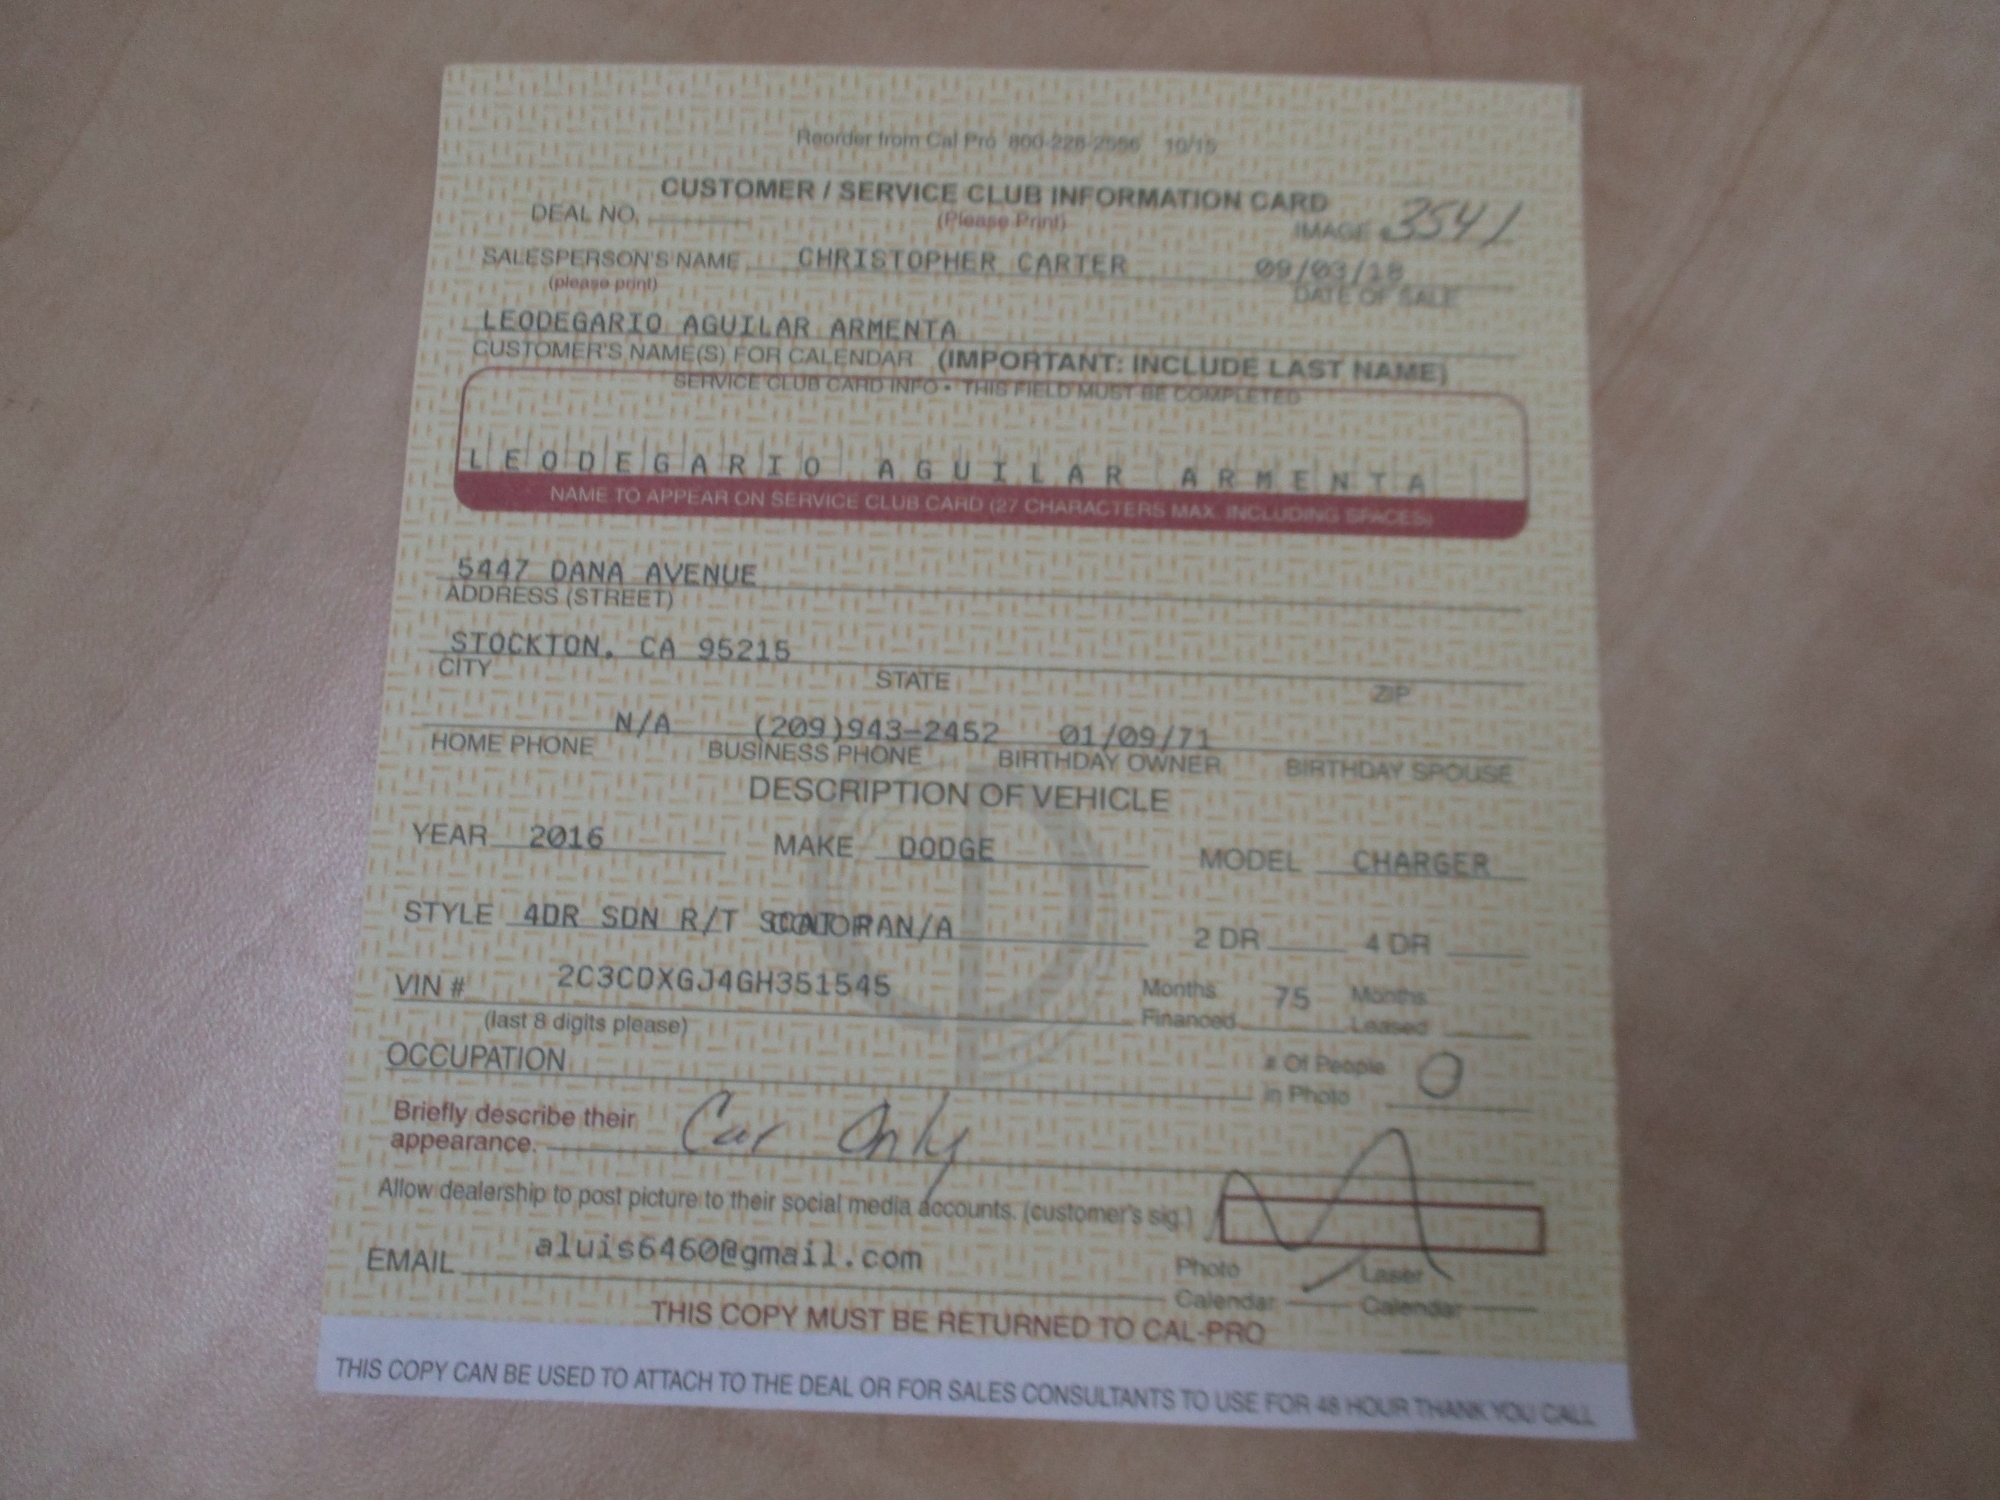 Reorder from Cal Pro 800-228-2556 10/15
CUSTOMER / SERVICE CLUB INFORMATION CARD
DEAL NO. (Please Print) IMAGE 3541
SALESPERSON'S NAME CHRISTOPHER CARTER 09/03/18
(please print) DATE OF SALE
LEODEGARIO AGUILAR ARMENTA
CUSTOMER'S NAME(S) FOR CALENDAR (IMPORTANT: INCLUDE LAST NAME)
SERVICE CLUB CARD INFO • THIS FIELD MUST BE COMPLETED
LEODEGARIO AGUILAR ARMENTA
NAME TO APPEAR ON SERVICE CLUB CARD (27 CHARACTERS MAX. INCLUDING SPACES)
5447 DANA AVENUE
ADDRESS (STREET)
STOCKTON, CA 95215
CITY STATE ZIP
N/A (209)943-2452 01/09/71
HOME PHONE BUSINESS PHONE BIRTHDAY OWNER BIRTHDAY SPOUSE
DESCRIPTION OF VEHICLE
YEAR 2016 MAKE DODGE MODEL CHARGER
STYLE 4DR SDN R/T N/A 2 DR 4 DR
VIN # 2C3CDXGJ4GH351545 Months Financed 75 Months Leased
(last 8 digits please)
OCCUPATION # Of People in Photo 0
Briefly describe their appearance. Car Only
Allow dealership to post picture to their social media accounts. (customer's sig.)
EMAIL aluis6460@gmail.com Photo Calendar Laser Calendar
THIS COPY MUST BE RETURNED TO CAL-PRO
THIS COPY CAN BE USED TO ATTACH TO THE DEAL OR FOR SALES CONSULTANTS TO USE FOR 48 HOUR THANK YOU CALL